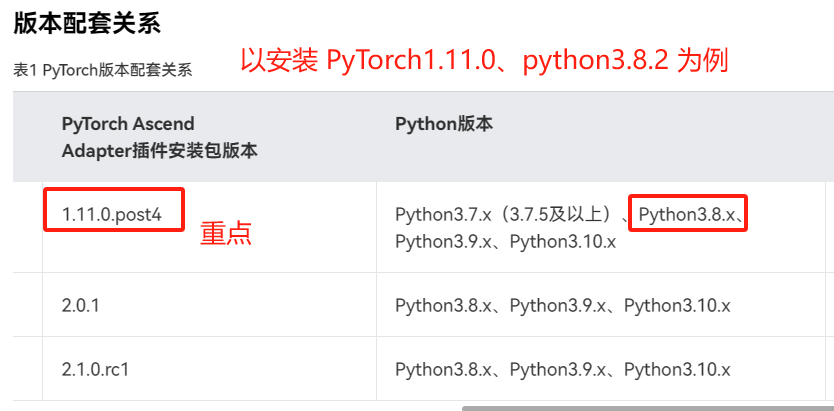 版本配套关系
表1 PyTorch版本配套关系
以安装 PyTorch1.11.0、python3.8.2 为例
PyTorch Ascend
Adapter插件安装包版本
Python版本
1.11.0.post4
重点
Python3.7.x（3.7.5及以上）、Python3.8.x、
Python3.9.x、Python3.10.x
2.0.1
Python3.8.x、Python3.9.x、Python3.10.x
2.1.0.rc1
Python3.8.x、Python3.9.x、Python3.10.x